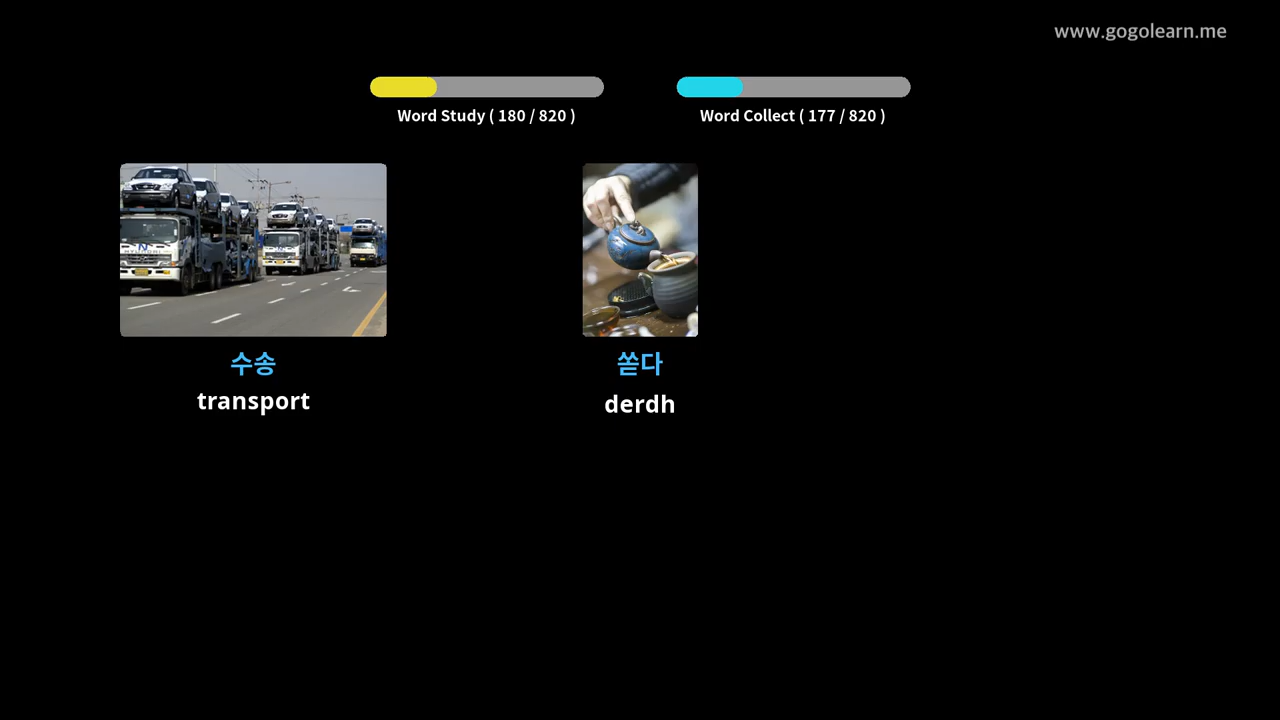 www.gogolearn.me
Word Study ( 180 / 820 )
Word Collect ( 177 / 820 )
수송
transport
쏟다
derdh